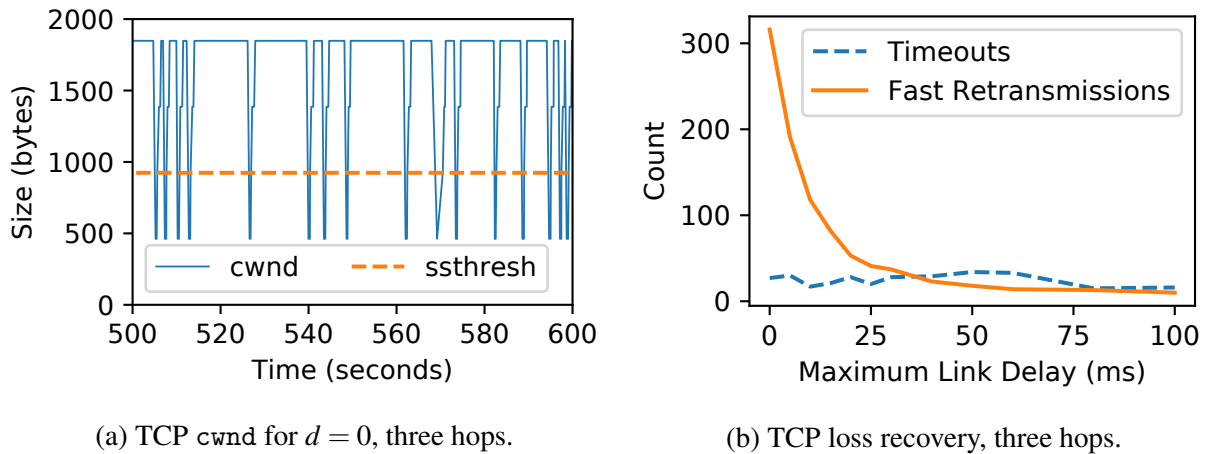 2000
1500
1000
500
0
Size (bytes)
cwnd
ssthresh
500 520 540 560 580 600
Time (seconds)
(a) TCP cwnd for d = 0, three hops.
300
200
100
0
Count
Timeouts
Fast Retransmissions
0 25 50 75 100
Maximum Link Delay (ms)
(b) TCP loss recovery, three hops.